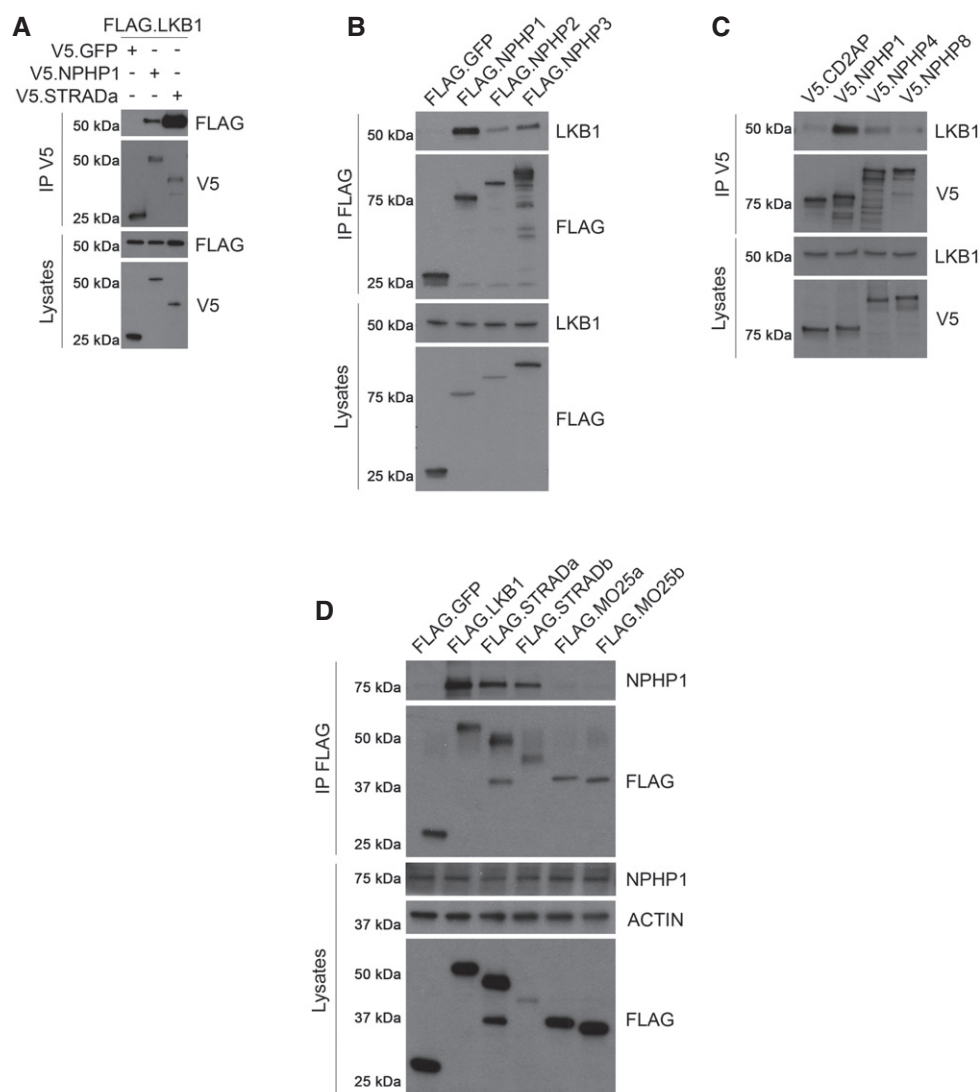 A
FLAG.LKB1
V5.GFP + - -
V5.NPHP1 - + -
V5.STRADa - - +
IP V5
50 kDa FLAG
50 kDa
V5
25 kDa
Lysates
50 kDa FLAG
50 kDa
V5
25 kDa
B
FLAG.GFP FLAG.NPHP1 FLAG.NPHP2 FLAG.NPHP3
IP FLAG
50 kDa LKB1
75 kDa
FLAG
25 kDa
Lysates
50 kDa LKB1
75 kDa
FLAG
25 kDa
C
V5.CD2AP V5.NPHP1 V5.NPHP4 V5.NPHP8
IP V5
50 kDa LKB1
V5
75 kDa
Lysates
50 kDa LKB1
V5
75 kDa
D
FLAG.GFP FLAG.LKB1 FLAG.STRADa FLAG.STRADb FLAG.MO25a FLAG.MO25b
IP FLAG
75 kDa NPHP1
50 kDa
37 kDa FLAG
25 kDa
Lysates
75 kDa NPHP1
37 kDa ACTIN
50 kDa
37 kDa FLAG
25 kDa